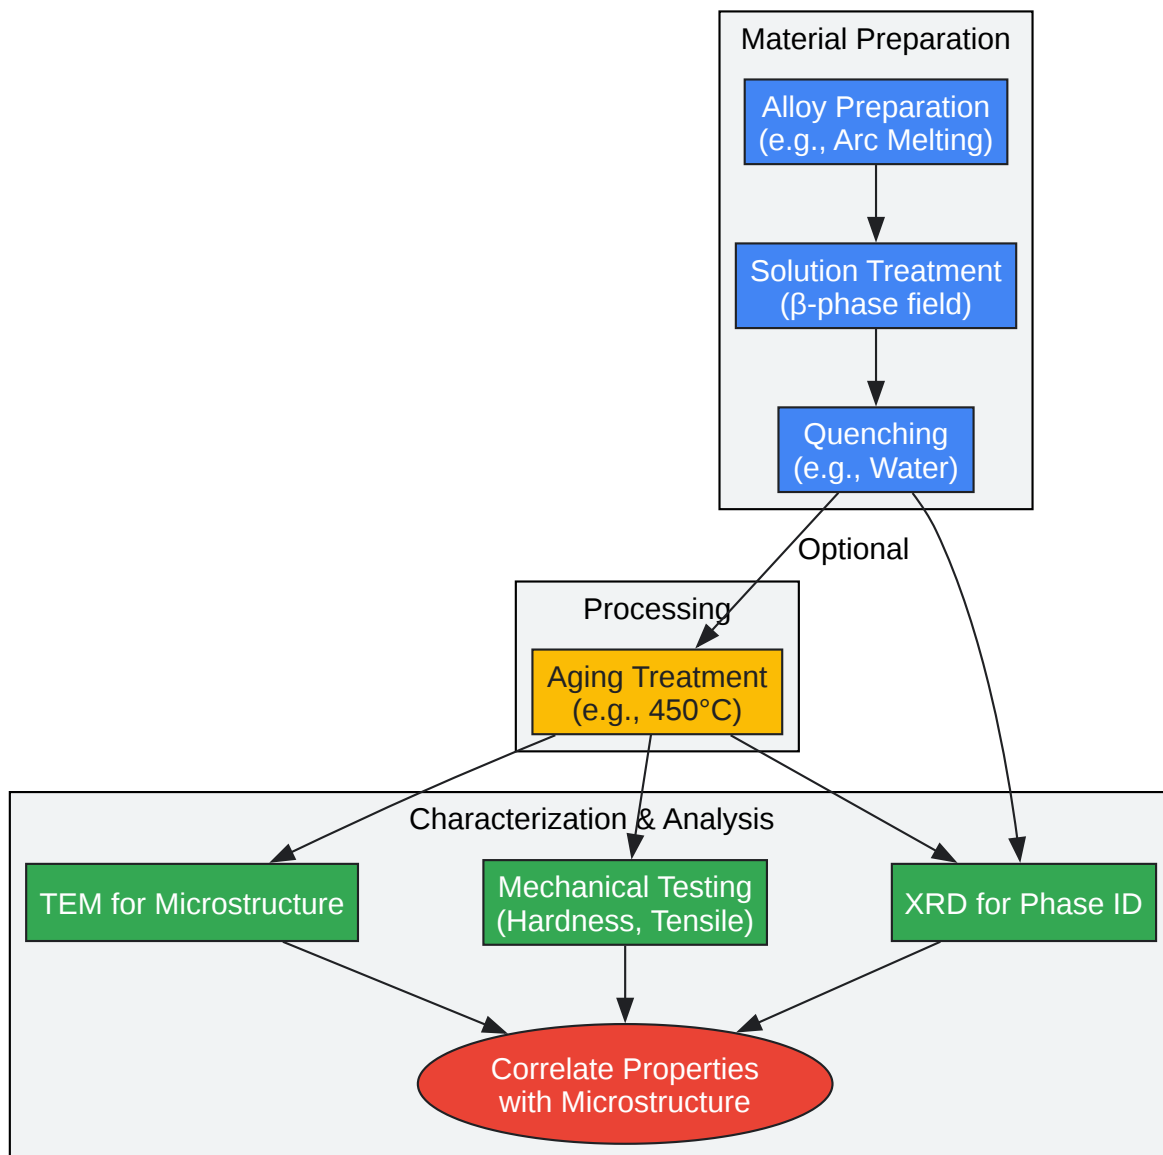 Material Preparation
Alloy Preparation
(e.g., Arc Melting)
Solution Treatment
(β-phase field)
Quenching
(e.g., Water)
Optional
Processing
Aging Treatment
(e.g., 450°C)
Characterization & Analysis
TEM for Microstructure
Mechanical Testing
(Hardness, Tensile)
XRD for Phase ID
Correlate Properties
with Microstructure